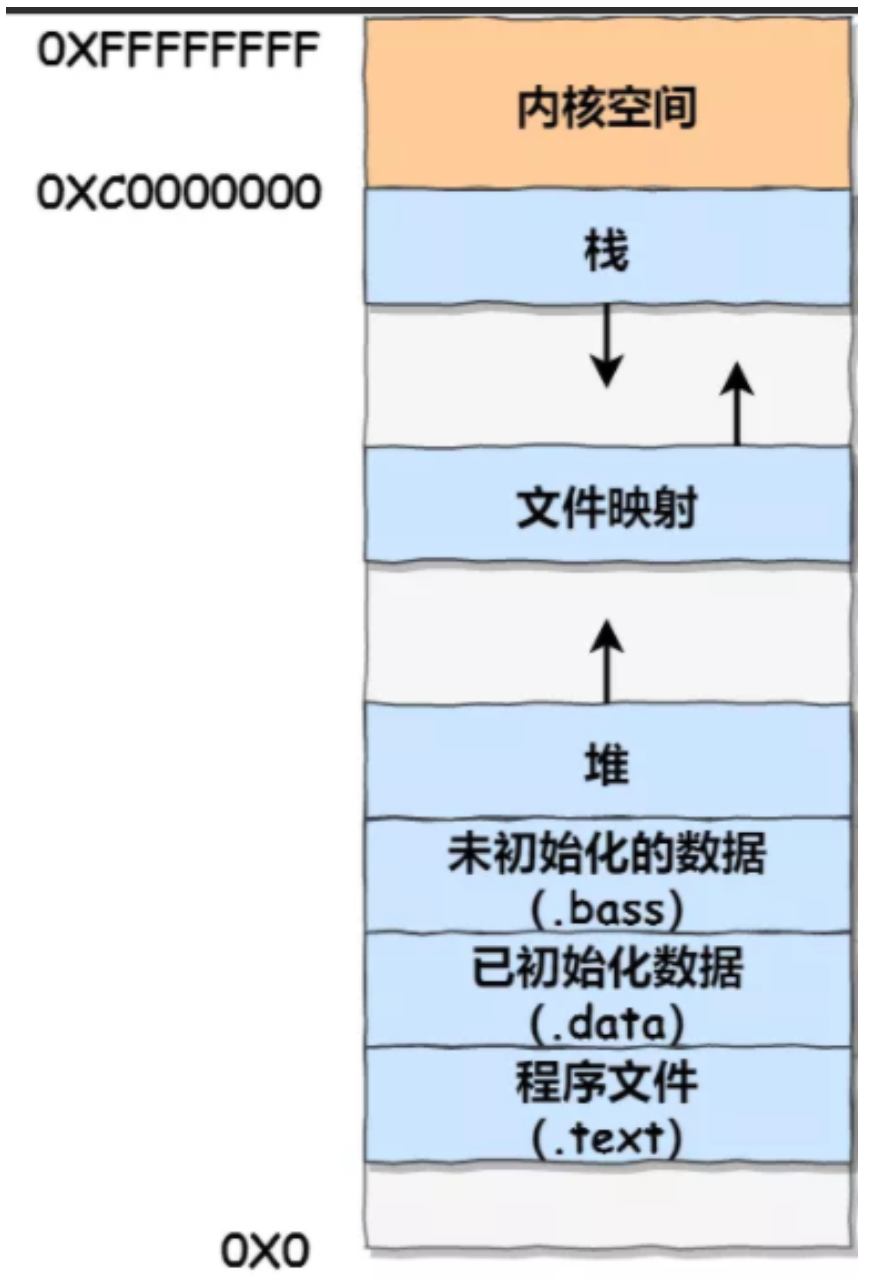 0XFFFFFFFF
内核空间
0XC0000000
栈
文件映射
堆
未初始化的数据
(.bass)
已初始化数据
(.data)
程序文件
(.text)
0X0